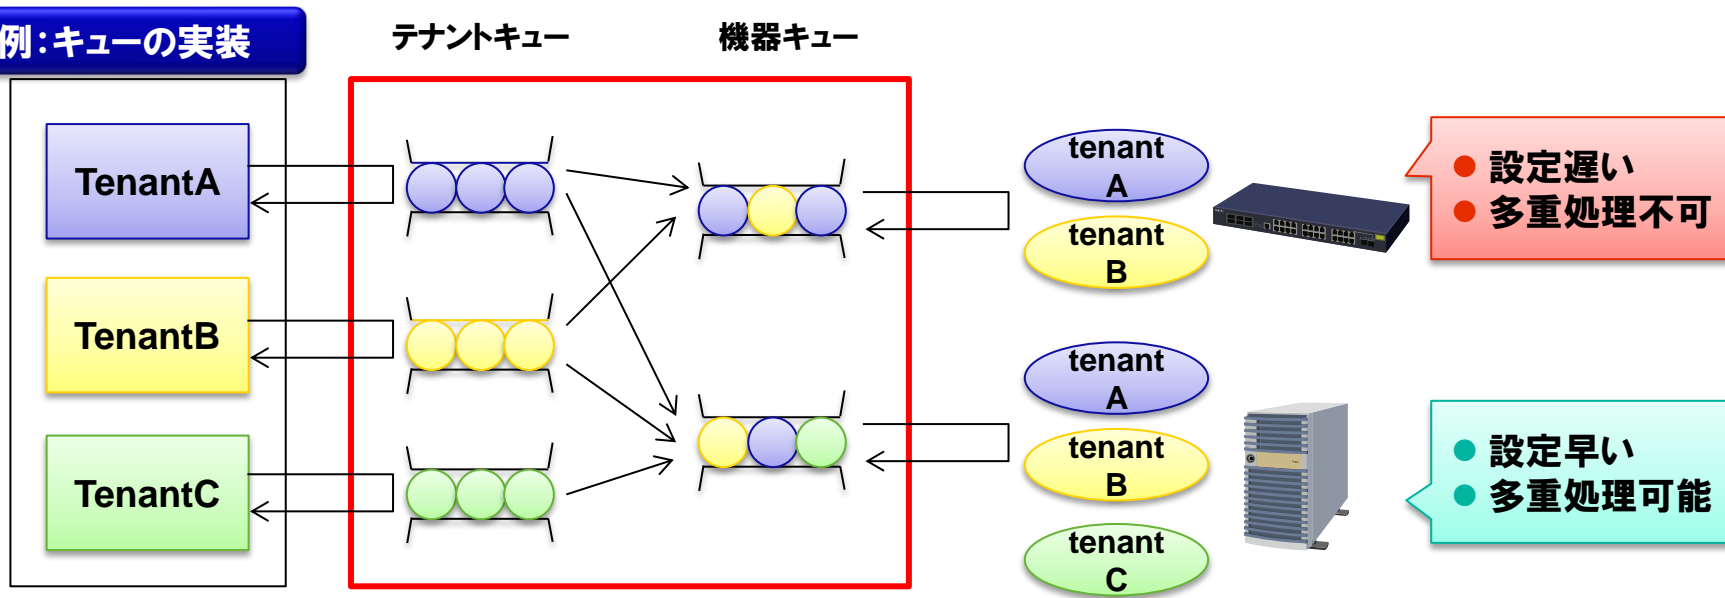 例：キューの実装
テナントキュー
機器キュー
TenantA
TenantB
TenantC
tenant
A
tenant
B
設定遅い
多重処理不可
tenant
A
tenant
B
tenant
C
設定早い
多重処理可能